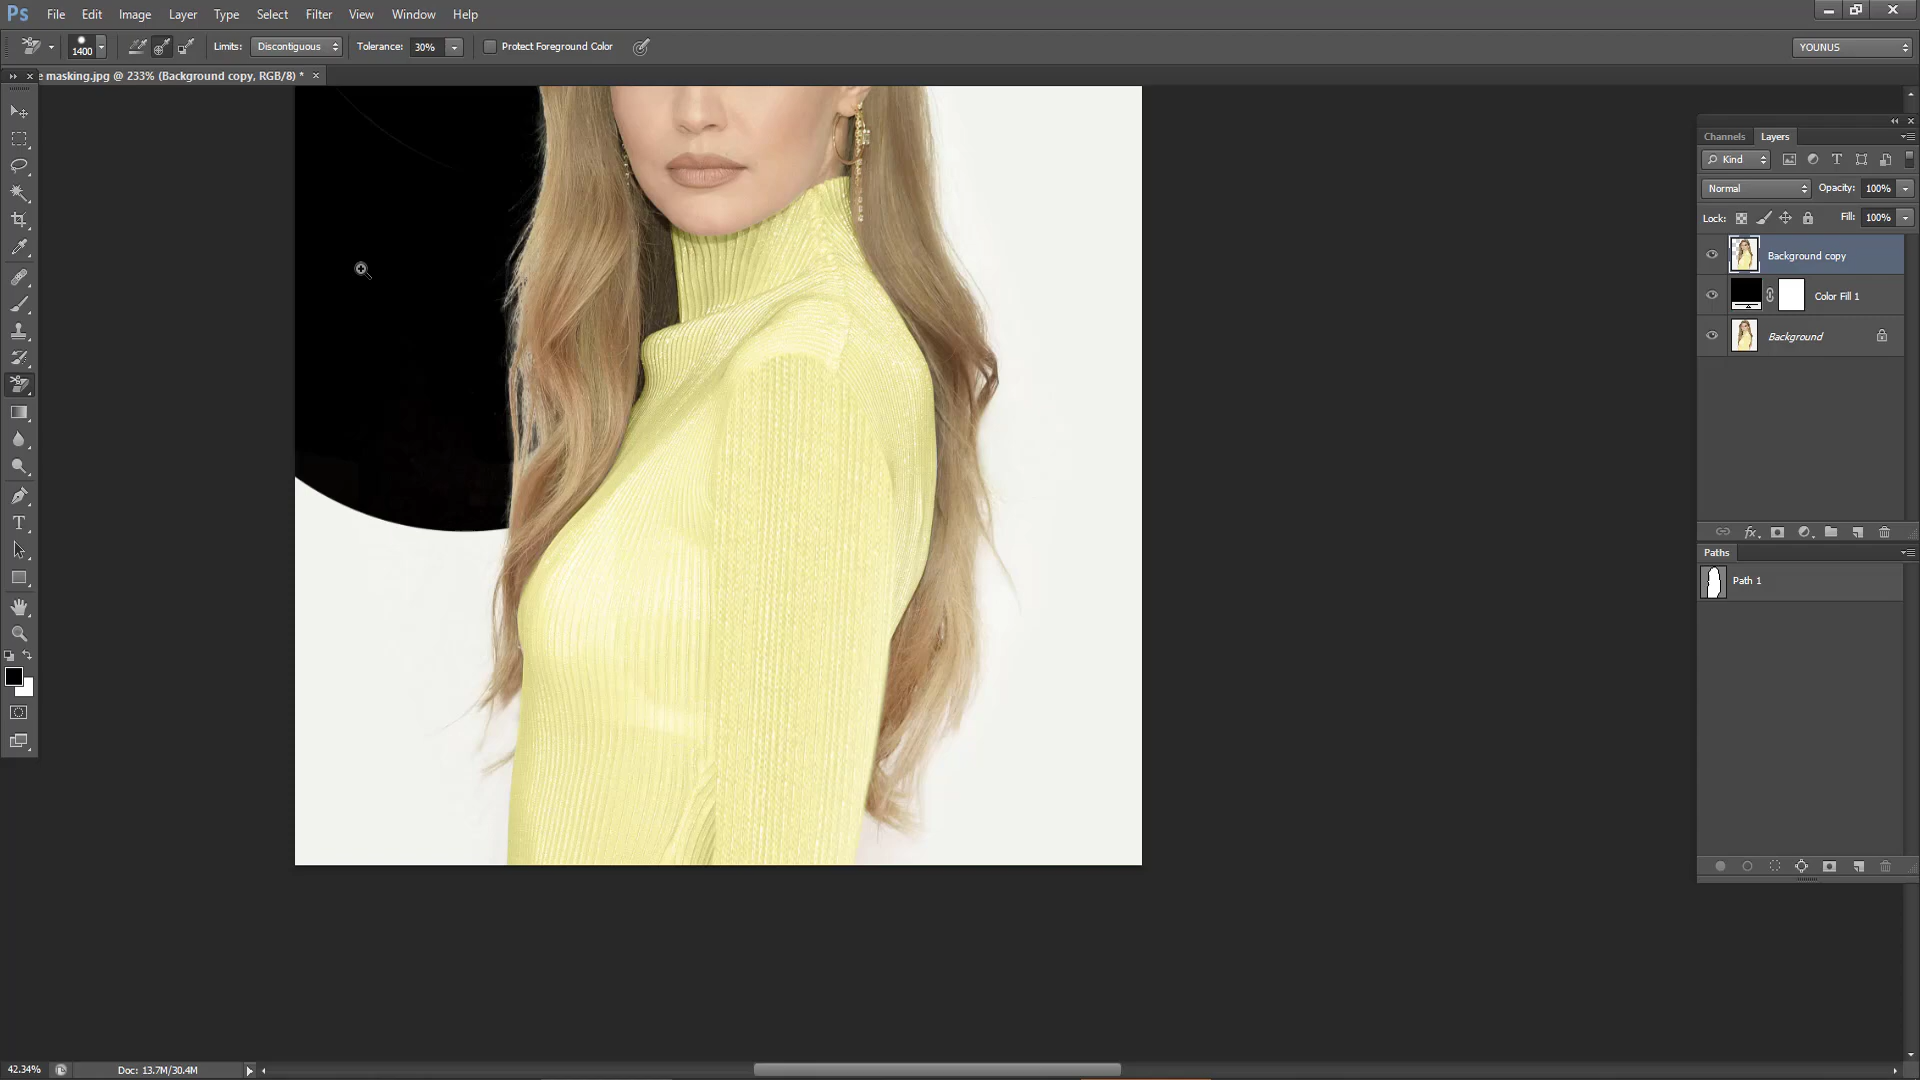 Ps File Edit Image Layer Type Select Filter View Window Help
1400 Limits: Discontiguous Tolerance: 30% Protect Foreground Color YOUNUS
e masking.jpg @ 233% (Background copy, RGB/8) * ×
Channels Layers
Kind
Normal Opacity: 100%
Lock: Fill: 100%
Background copy
Color Fill 1
Background
fx
Paths
Path 1
T
42.34% Doc: 13.7M/30.4M